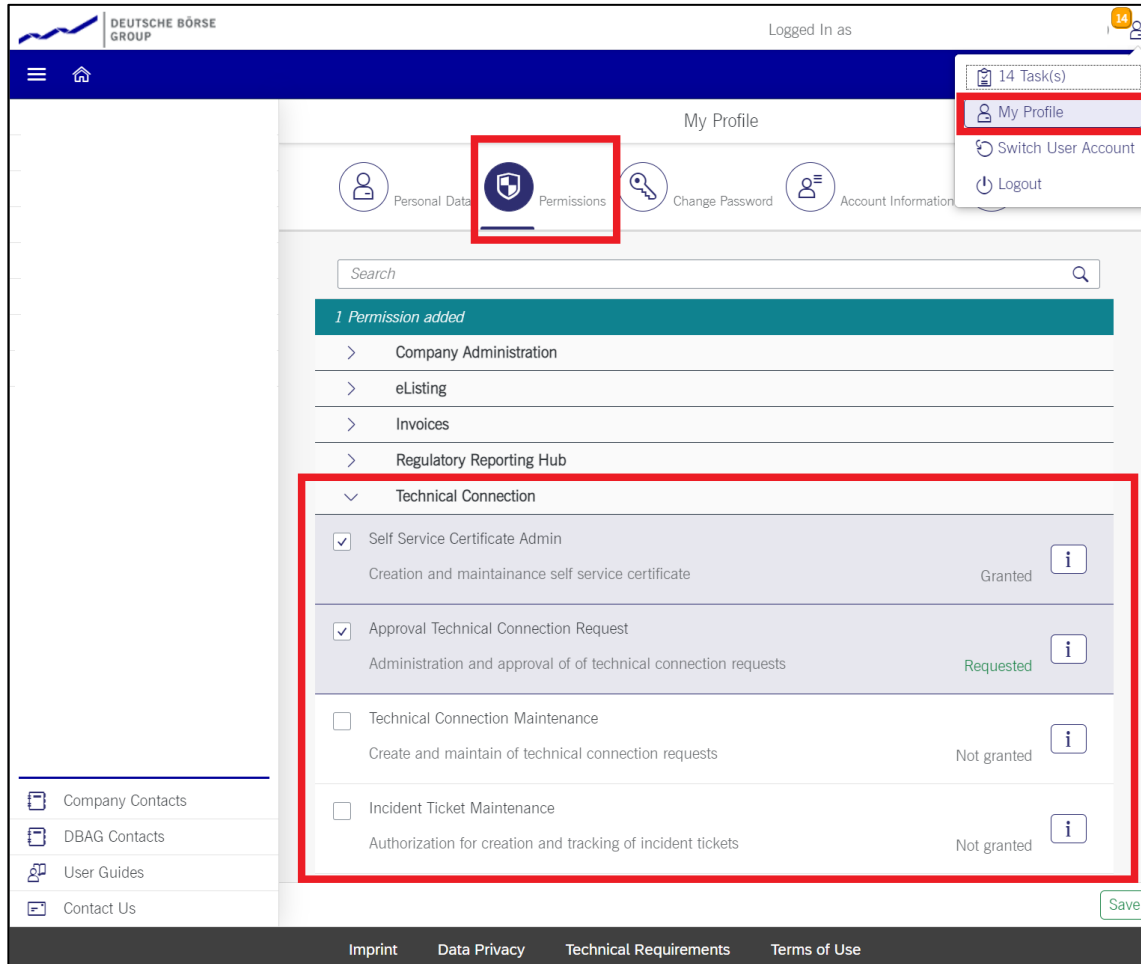 DEUTSCHE BÖRSE
GROUP
Logged In as
14
14 Task(s)
My Profile
Switch User Account
Logout
My Profile
Personal Data
Permissions
Change Password
Account Information
Search
1 Permission added
Company Administration
eListing
Invoices
Regulatory Reporting Hub
Technical Connection
Self Service Certificate Admin
Creation and maintainance self service certificate
Granted
i
Approval Technical Connection Request
Administration and approval of of technical connection requests
Requested
i
Technical Connection Maintenance
Create and maintain of technical connection requests
Not granted
i
Incident Ticket Maintenance
Authorization for creation and tracking of incident tickets
Not granted
i
Company Contacts
DBAG Contacts
User Guides
Contact Us
Save
Imprint Data Privacy Technical Requirements Terms of Use